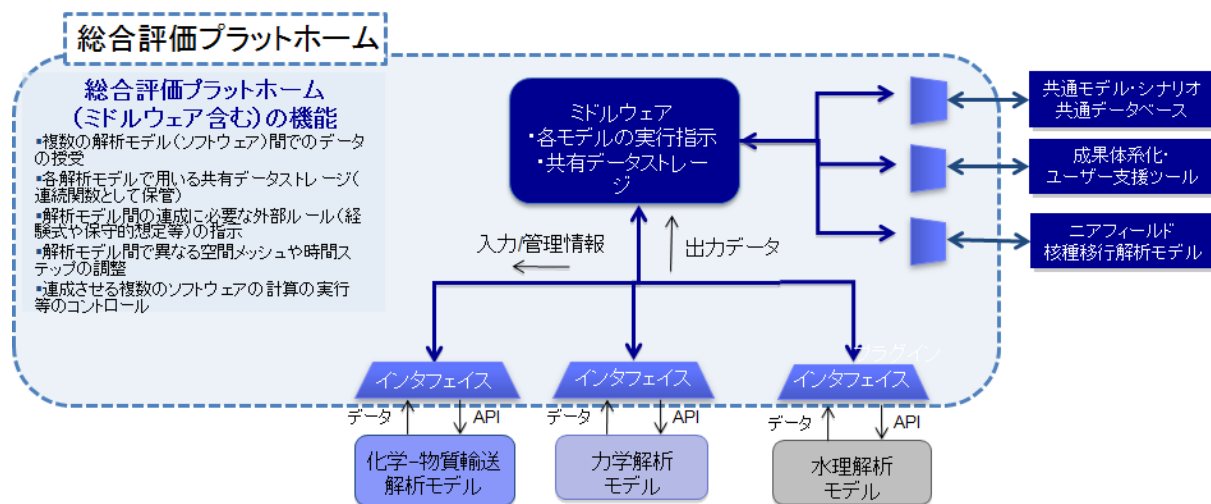 総合評価プラットホーム
総合評価プラットホーム
(ミドルウェア含む)の機能
▪複数の解析モデル(ソフトウェア)間でのデータ
の授受
▪各解析モデルで用いる共有データストレージ(
連続関数として保管)
▪解析モデル間の連成に必要な外部ルール(経
験式や保守的想定等)の指示
▪解析モデル間で異なる空間メッシュや時間ス
テップの調整
▪連成させる複数のソフトウェアの計算の実行
等のコントロール
ミドルウェア
・各モデルの実行指示
・共有データストレー
ジ
共通モデル・シナリオ
共通データベース
成果体系化・
ユーザー支援ツール
ニアフィールド
核種移行解析モデル
入力/管理情報
出力データ
プラグイン
インタフェイス
インタフェイス
インタフェイス
データ
API
データ
API
データ
API
化学−物質輸送
解析モデル
力学解析
モデル
水理解析
モデル